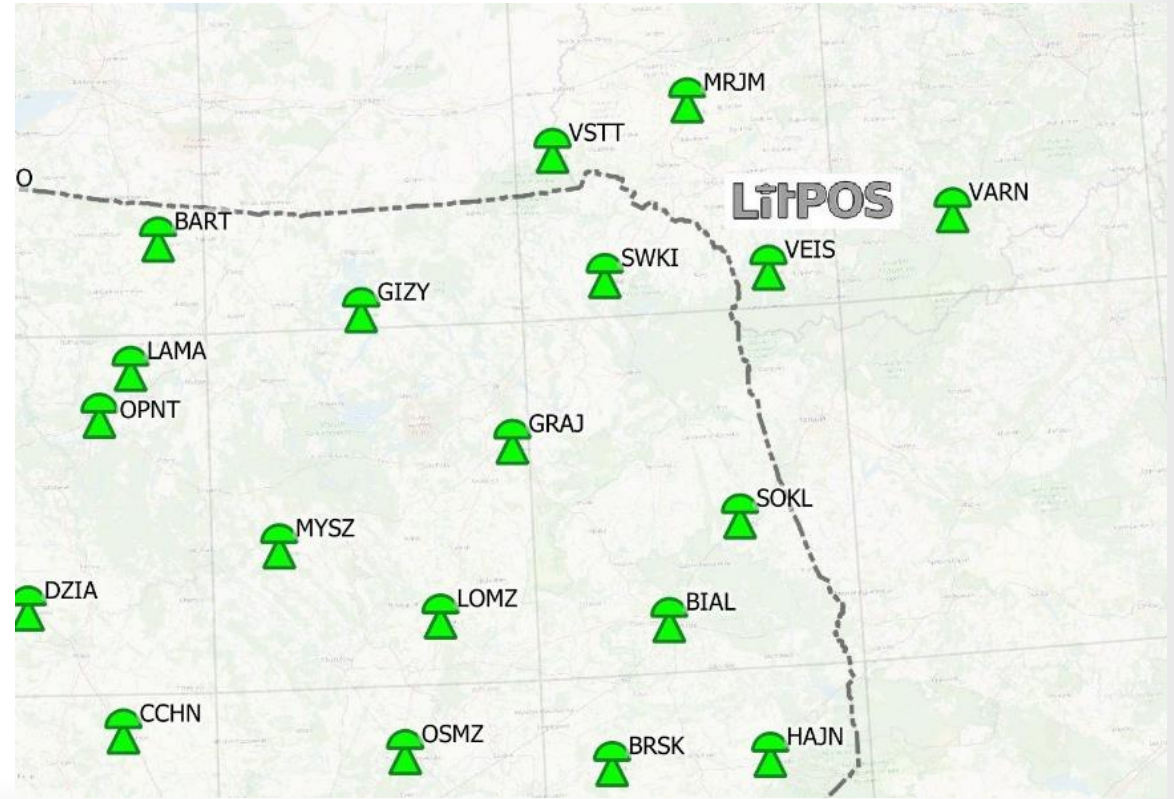 MRJM
VSTT
O
LitPOS
VARN
BART
VEIS
SWKI
GIZY
LAMA
OPNT
GRAJ
SOKL
MYSZ
DZIA
LOMZ
BIAL
CCHN
OSMZ
BRSK
HAJN